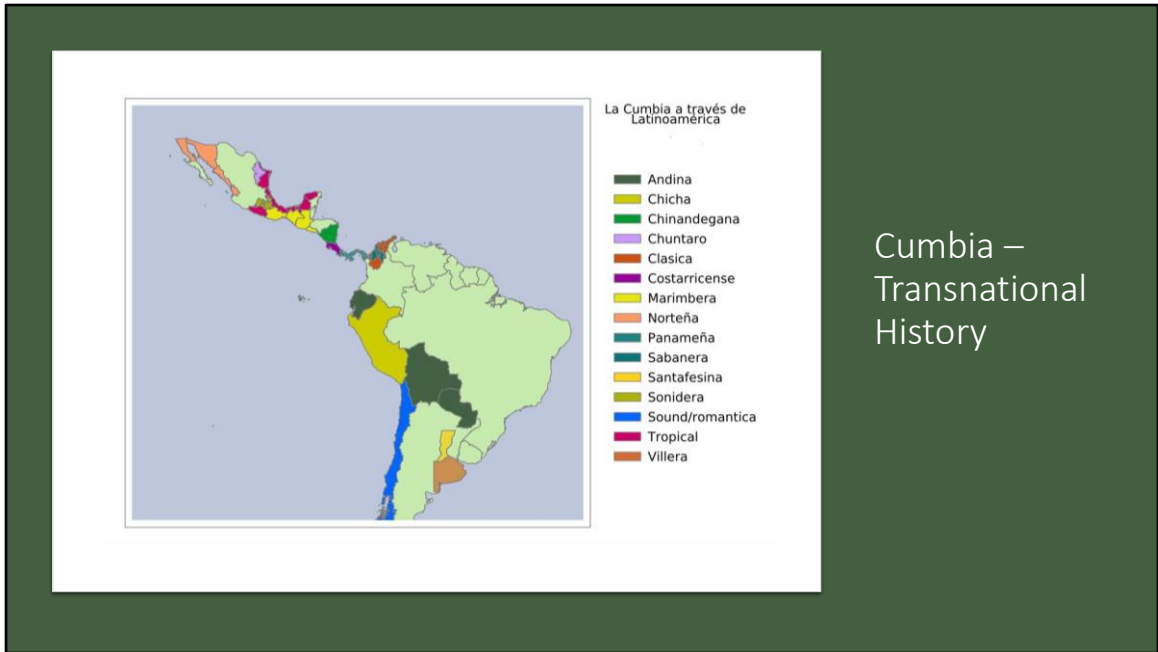 La Cumbia a través de
Latinoamérica
Andina
Chicha
Chinandegana
Chuntaro
Clasica
Costarricense
Marimbera
Norteña
Panameña
Sabanera
Santafesina
Sonidera
Sound/romantica
Tropical
Villera
Cumbia –
Transnational
History